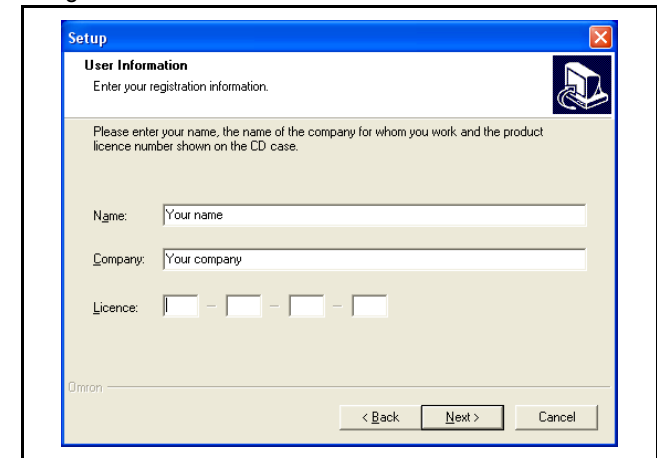 Setup
User Information
Enter your registration information.
Please enter your name, the name of the company for whom you work and the product
licence number shown on the CD case.
Name: Your name
Company: Your company
Licence: – – –
Omron
< Back Next > Cancel